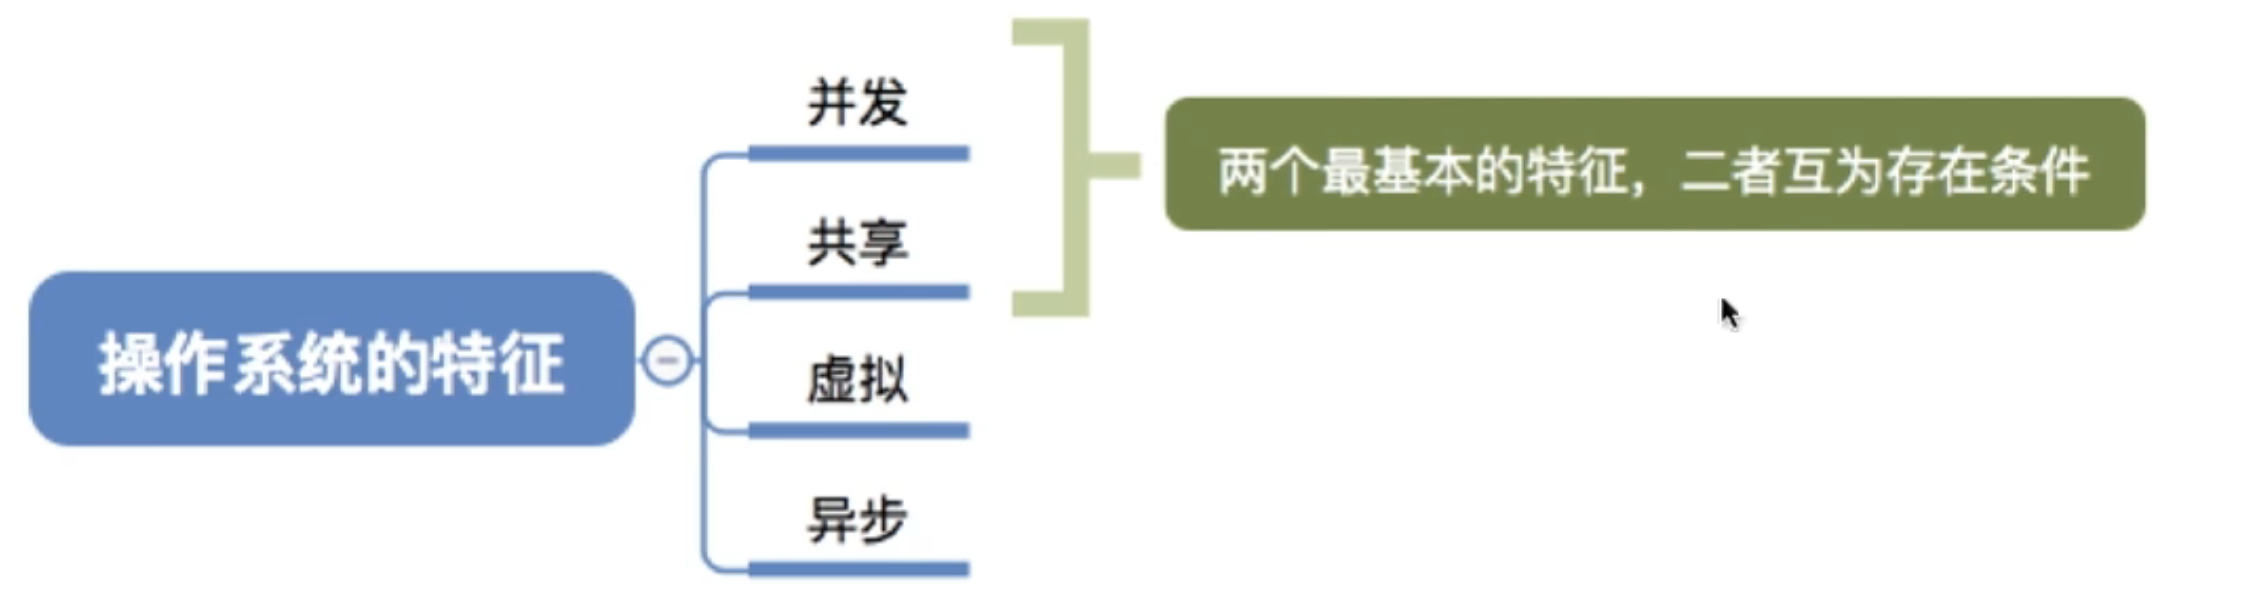 操作系统的特征
并发
共享
虚拟
异步
两个最基本的特征，二者互为存在条件